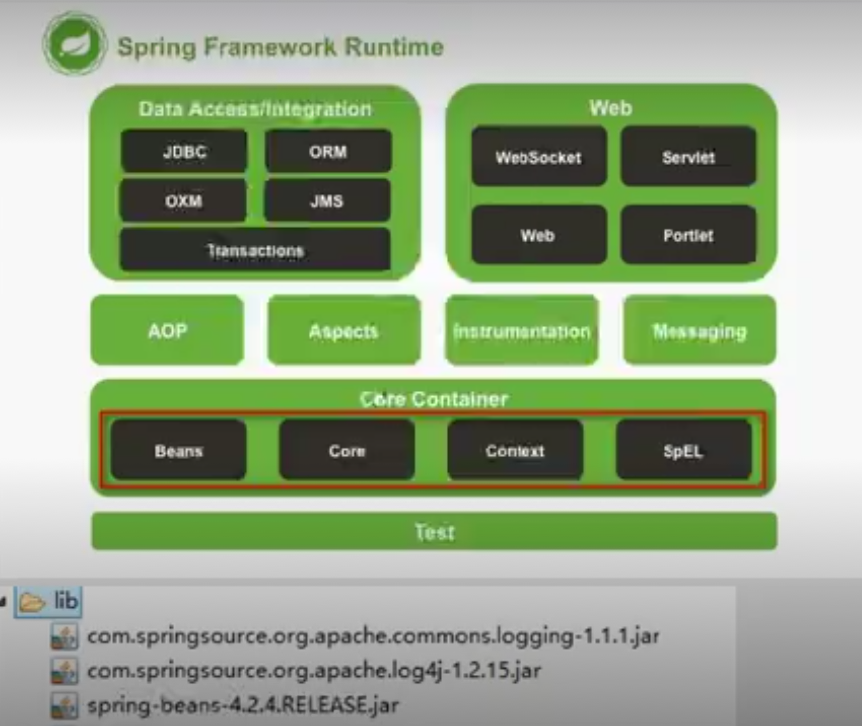 Spring Framework Runtime
Data Access/Integration
JDBC
ORM
OXM
JMS
Transactions
Web
WebSocket
Servlet
Web
Portlet
AOP
Aspects
Instrumentation
Messaging
Core Container
Beans
Core
Context
SpEL
Test
lib
com.springsource.org.apache.commons.logging-1.1.1.jar
com.springsource.org.apache.log4j-1.2.15.jar
spring-beans-4.2.4.RELEASE.jar